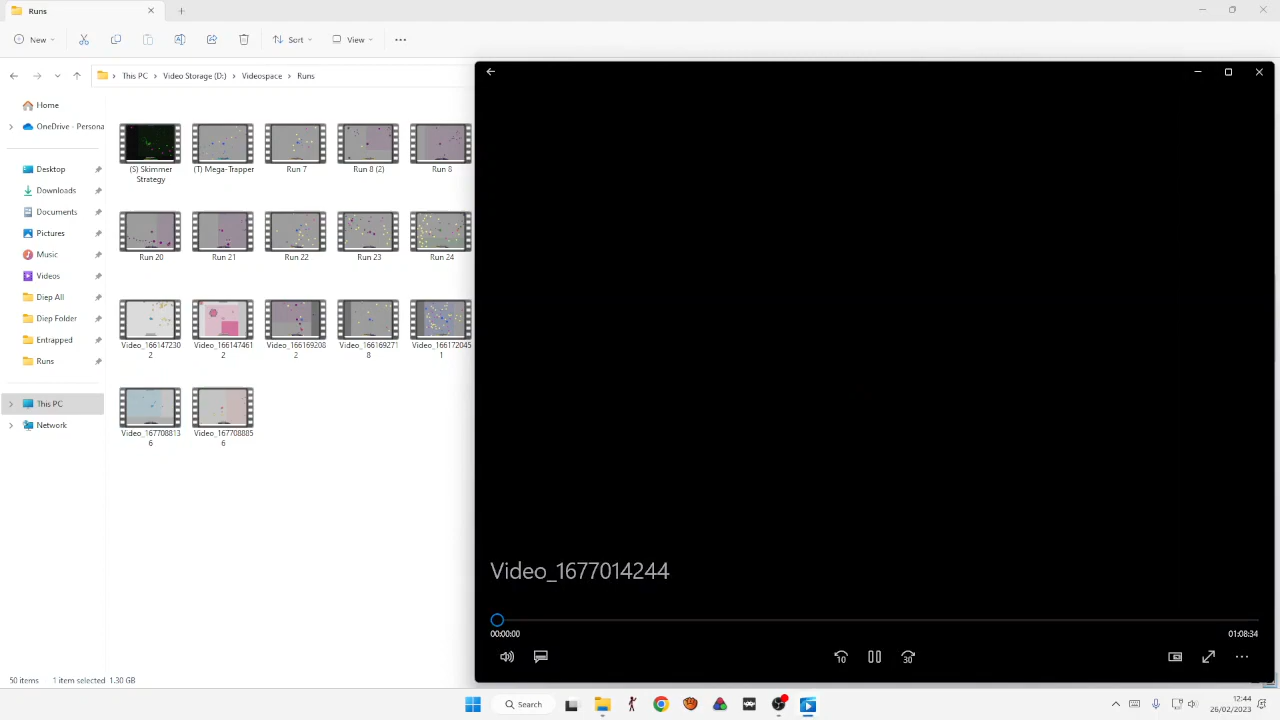 Runs
New
Sort
View
This PC
Video Storage (D:)
Videospace
Runs
Home
OneDrive - Persona
Desktop
Downloads
Documents
Pictures
Music
Videos
Diep All
Diep Folder
Entrapped
Runs
This PC
Network
(S) Skimmer
Strategy
(T) Mega-Trapper
Run 7
Run 8 (2)
Run 8
Run 20
Run 21
Run 22
Run 23
Run 24
Video_166147230
2
Video_166147461
2
Video_166169208
2
Video_166169271
8
Video_166172045
1
Video_167708813
6
Video_167708856
6
Video_1677014244
00:00:00
01:08:34
10
30
50 items
1 item selected
1.30 GB
Search
12:44
26/02/2023